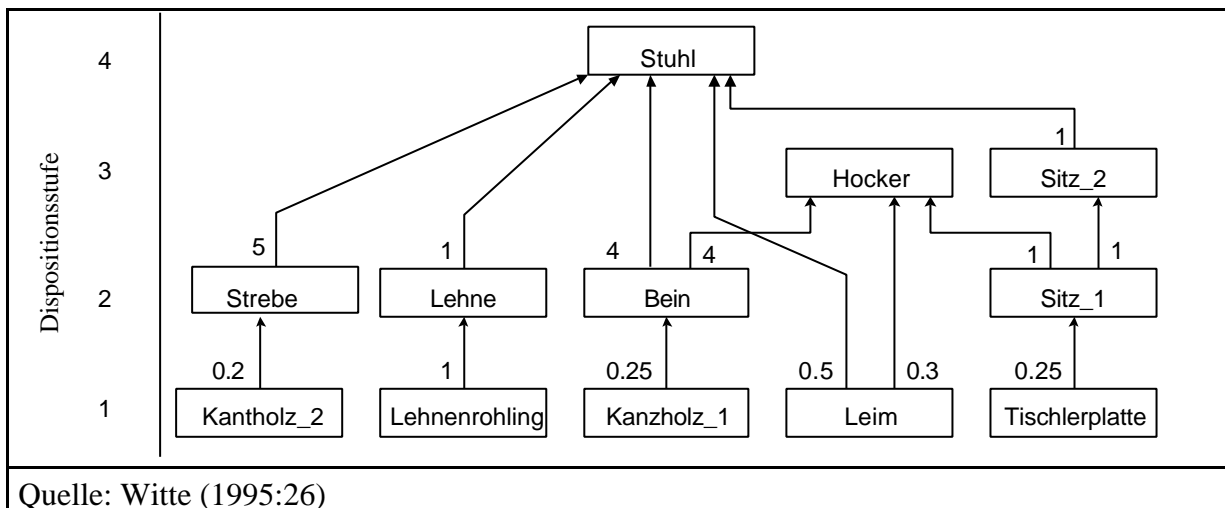 4
Stuhl
1
3
Hocker
Sitz_2
Dispositionsstufe
5
1
4
4
1
1
2
Strebe
Lehne
Bein
Sitz_1
0.2
1
0.25
0.5
0.3
0.25
1
Kantholz_2
Lehnenrohling
Kanzholz_1
Leim
Tischlerplatte
Quelle: Witte (1995:26)